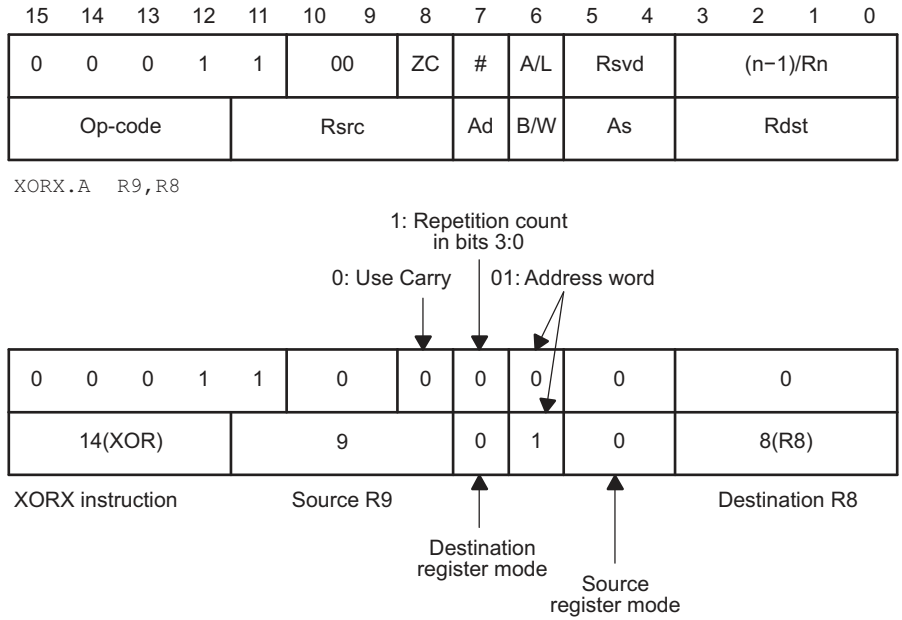 15 14 13 12 11 10 9 8 7 6 5 4 3 2 1 0
0 0 0 1 1 00 ZC # A/L Rsvd (n−1)/Rn
Op-code Rsrc Ad B/W As Rdst
XORX.A R9,R8
1: Repetition count
in bits 3:0
0: Use Carry
01: Address word
0 0 0 1 1 0 0 0 0 0 0
14(XOR) 9 0 1 0 8(R8)
XORX instruction Source R9 Destination R8
Destination
register mode
Source
register mode